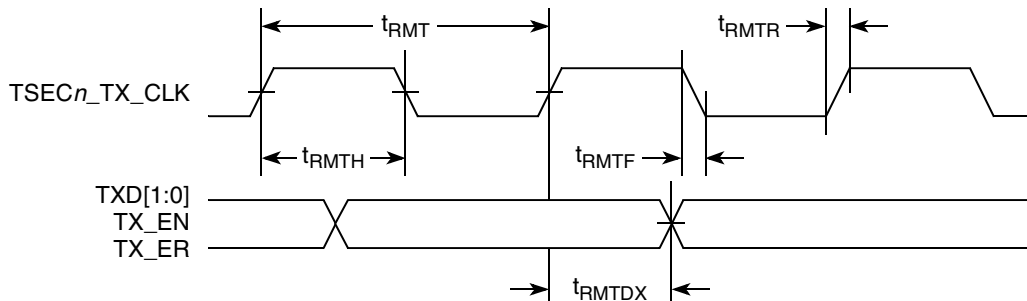 tRMT
tRMTR
TSECn_TX_CLK
tRMTH
tRMTF
TXD[1:0]
TX_EN
TX_ER
tRMTDX